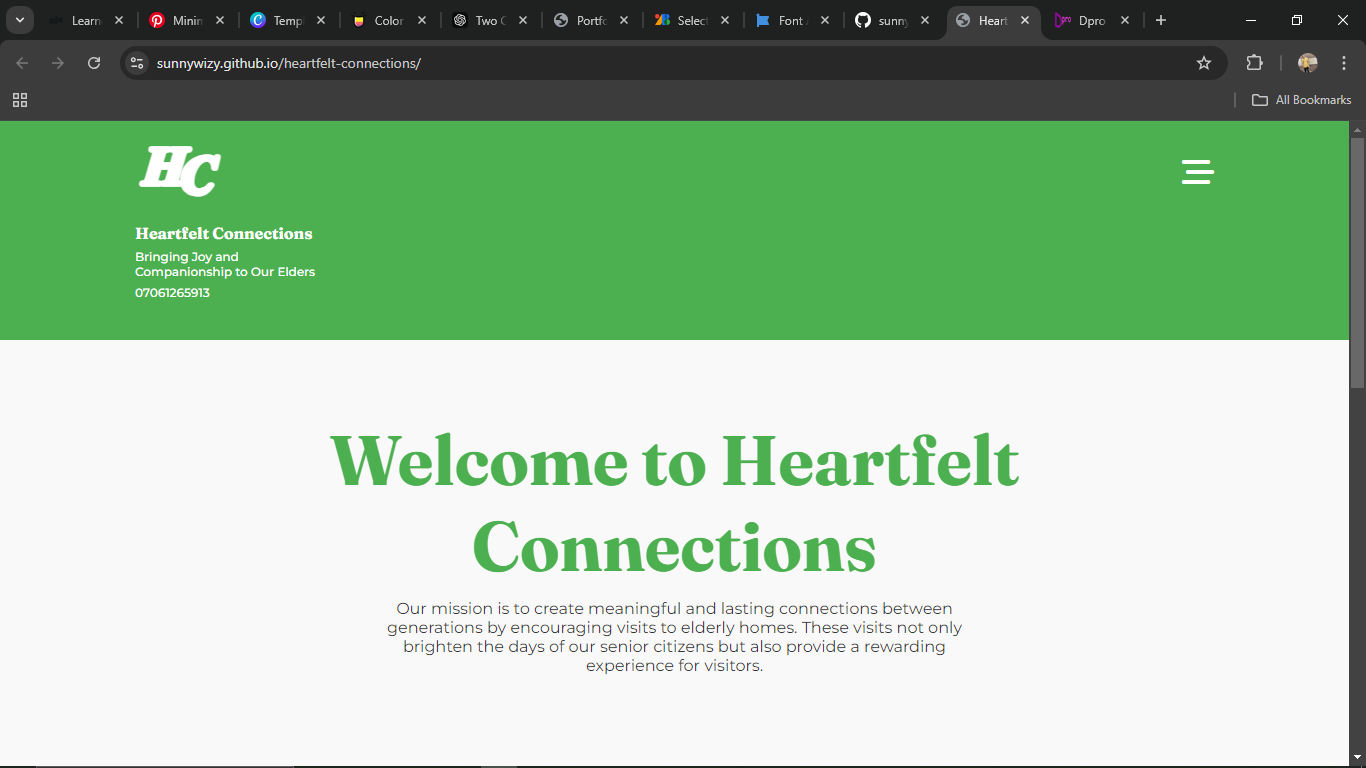 Learn
Minin
Templ
Color
Two C
Portfo
Select
Font
sunny
Heart
Dpro
sunnywizy.github.io/heartfelt-connections/
All Bookmarks
HC
Heartfelt Connections
Bringing Joy and
Companionship to Our Elders
07061265913
Welcome to Heartfelt
Connections
Our mission is to create meaningful and lasting connections between
generations by encouraging visits to elderly homes. These visits not only
brighten the days of our senior citizens but also provide a rewarding
experience for visitors.